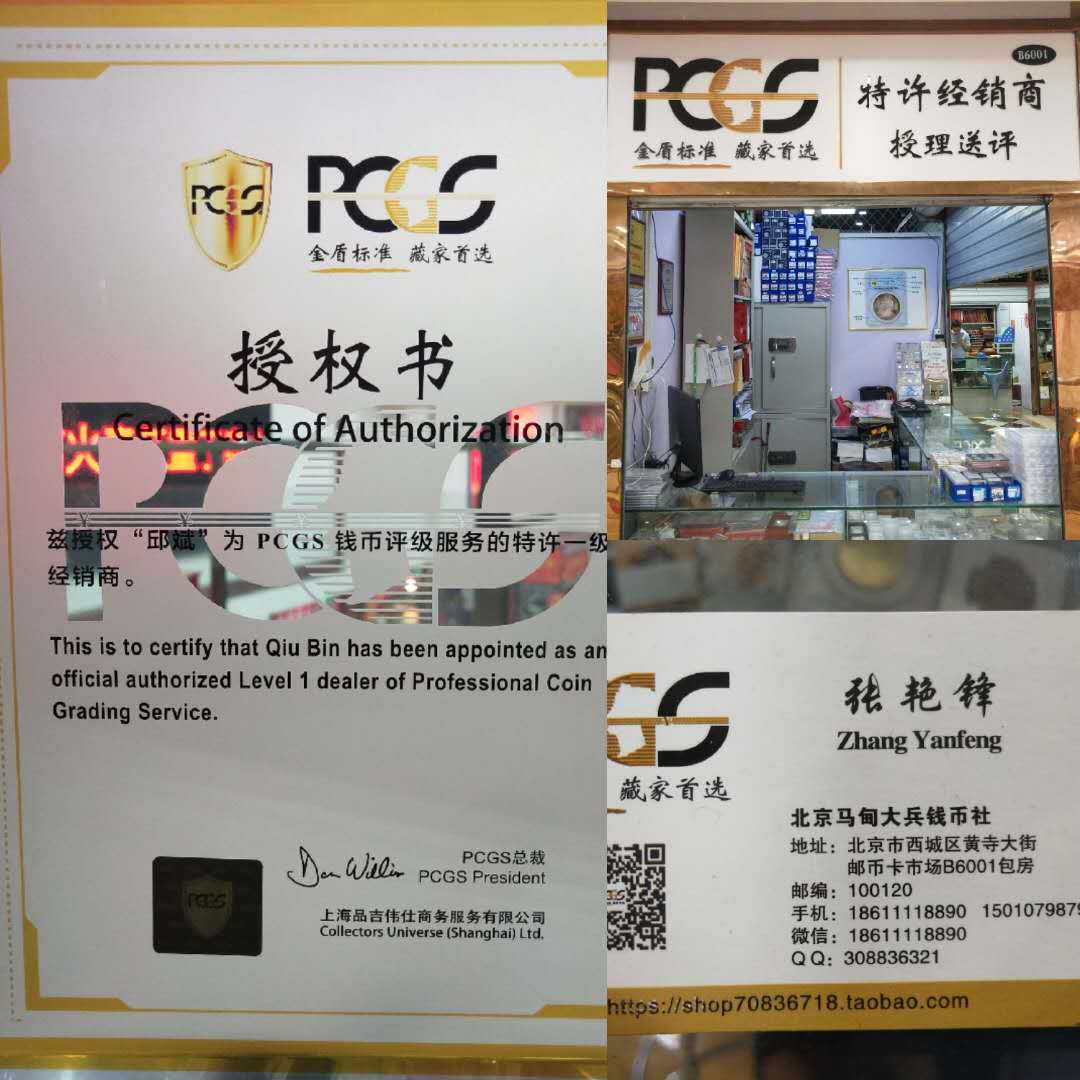 PCGS
PCGS
金盾标准 藏家首选
授权书
Certificate of Authorization
PCGS
兹授权“邱斌”为 PCGS 钱币评级服务的特许一级
经销商。
This is to certify that Qiu Bin has been appointed as an
official authorized Level 1 dealer of Professional Coin
Grading Service.
PCGS
PCGS总裁
PCGS President
上海品吉伟仕商务服务有限公司
Collectors Universe (Shanghai) Ltd.
B6001
PCGS
金盾标准 藏家首选
特许经销商
授理送评
GS
藏家首选
张艳锋
Zhang Yanfeng
北京马甸大兵钱币社
地址：北京市西城区黄寺大街
邮币卡市场B6001包房
邮编：100120
手机：18611118890 1501079879
微信：18611118890
QQ：308836321
https://shop70836718.taobao.com